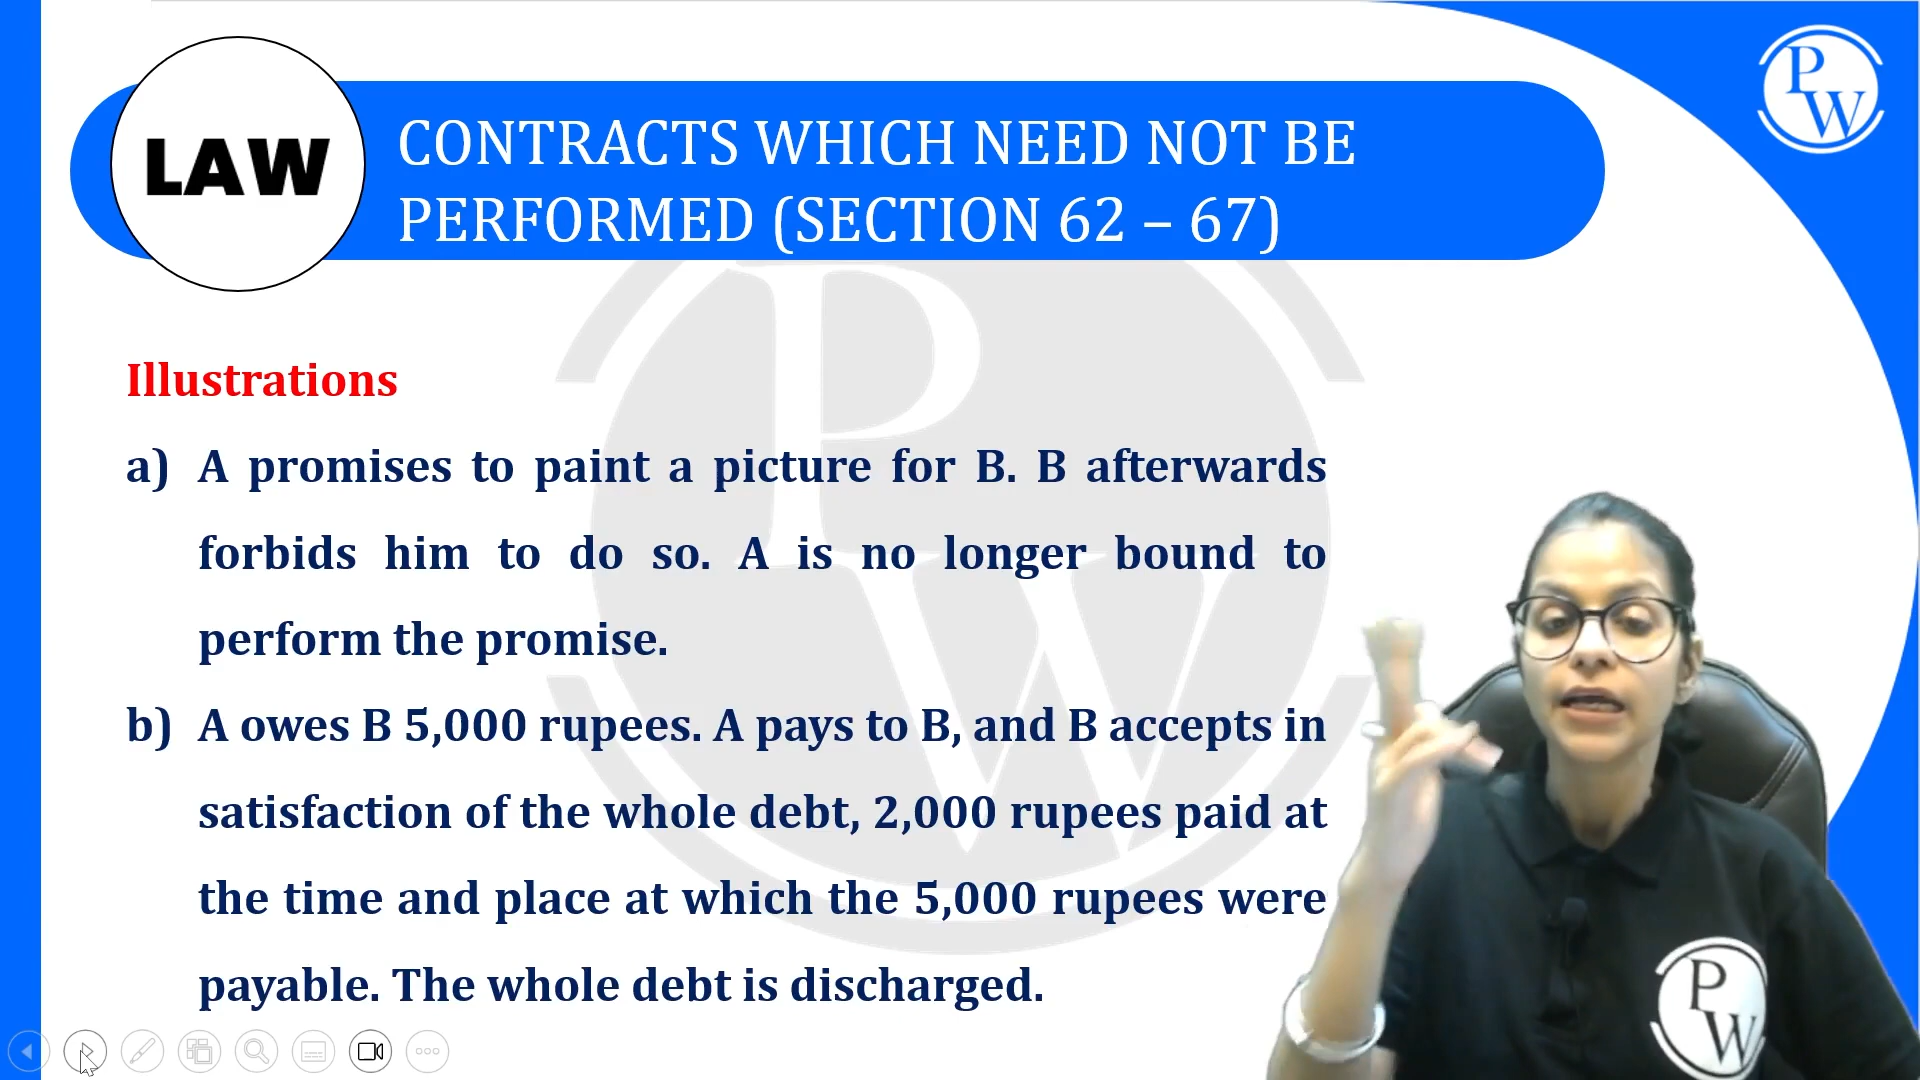 LAW
CONTRACTS WHICH NEED NOT BE
PERFORMED (SECTION 62 – 67)
PW
Illustrations
a) A promises to paint a picture for B. B afterwards
forbids him to do so. A is no longer bound to
perform the promise.
b) A owes B 5,000 rupees. A pays to B, and B accepts in
satisfaction of the whole debt, 2,000 rupees paid at
the time and place at which the 5,000 rupees were
payable. The whole debt is discharged.
PW
PW